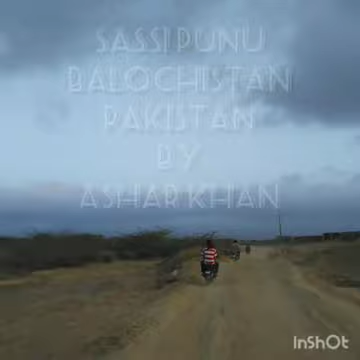 SASSI PUNU
BALOCHISTAN
PAKISTAN
BY
ASHAR KHAN
InShOt